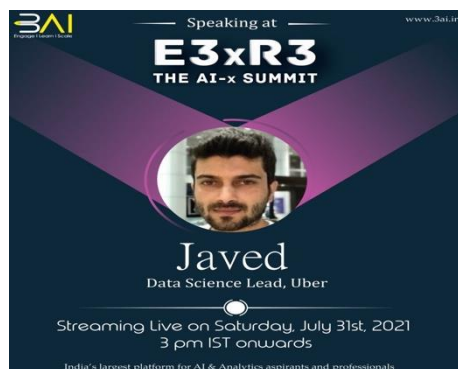 3AI
Engage | Learn | Scale
Speaking at
www.3ai.in
E3xR3
THE AI-x SUMMIT
Javed
Data Science Lead, Uber
Streaming Live on Saturday, July 31st, 2021
3 pm IST onwards
India's largest platform for AI & Analytics aspirants and professionals